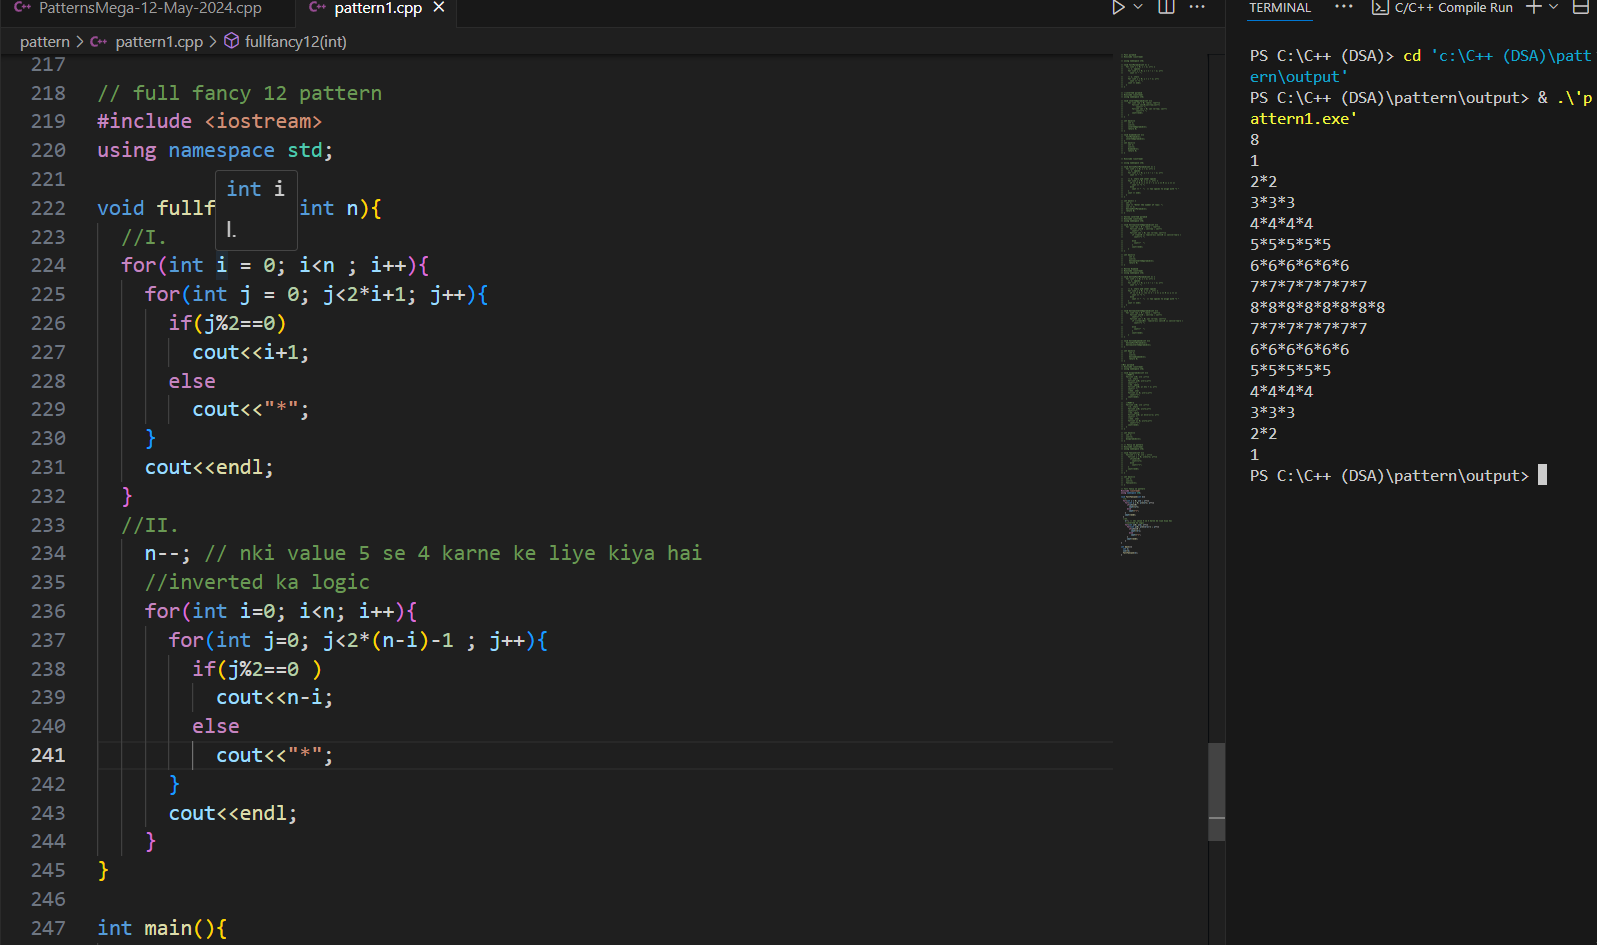 PatternsMega-12-May-2024.cpp
pattern1.cpp
pattern > pattern1.cpp > fullfancy12(int)
217
218 // full fancy 12 pattern
219 #include <iostream>
220 using namespace std;
221
int i
I.
222 void fullf int n){
223 //I.
224 for(int i = 0; i<n ; i++){
225 for(int j = 0; j<2*i+1; j++){
226 if(j%2==0)
227 cout<<i+1;
228 else
229 cout<<"*";
230 }
231 cout<<endl;
232 }
233 //II.
234 n--; // nki value 5 se 4 karne ke liye kiya hai
235 //inverted ka logic
236 for(int i=0; i<n; i++){
237 for(int j=0; j<2*(n-i)-1 ; j++){
238 if(j%2==0 )
239 cout<<n-i;
240 else
241 cout<<"*";
242 }
243 cout<<endl;
244 }
245 }
246
247 int main(){
TERMINAL
C/C++ Compile Run
PS C:\C++ (DSA)> cd 'c:\C++ (DSA)\patt
ern\output'
PS C:\C++ (DSA)\pattern\output> & .\'p
attern1.exe'
8
1
2*2
3*3*3
4*4*4*4
5*5*5*5*5
6*6*6*6*6*6
7*7*7*7*7*7*7
8*8*8*8*8*8*8*8
7*7*7*7*7*7*7
6*6*6*6*6*6
5*5*5*5*5
4*4*4*4
3*3*3
2*2
1
PS C:\C++ (DSA)\pattern\output>